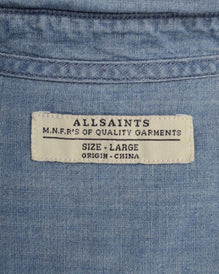 ALLSAINTS
M.N.F.R'S OF QUALITY GARMENTS
SIZE - LARGE
ORIGIN - CHINA